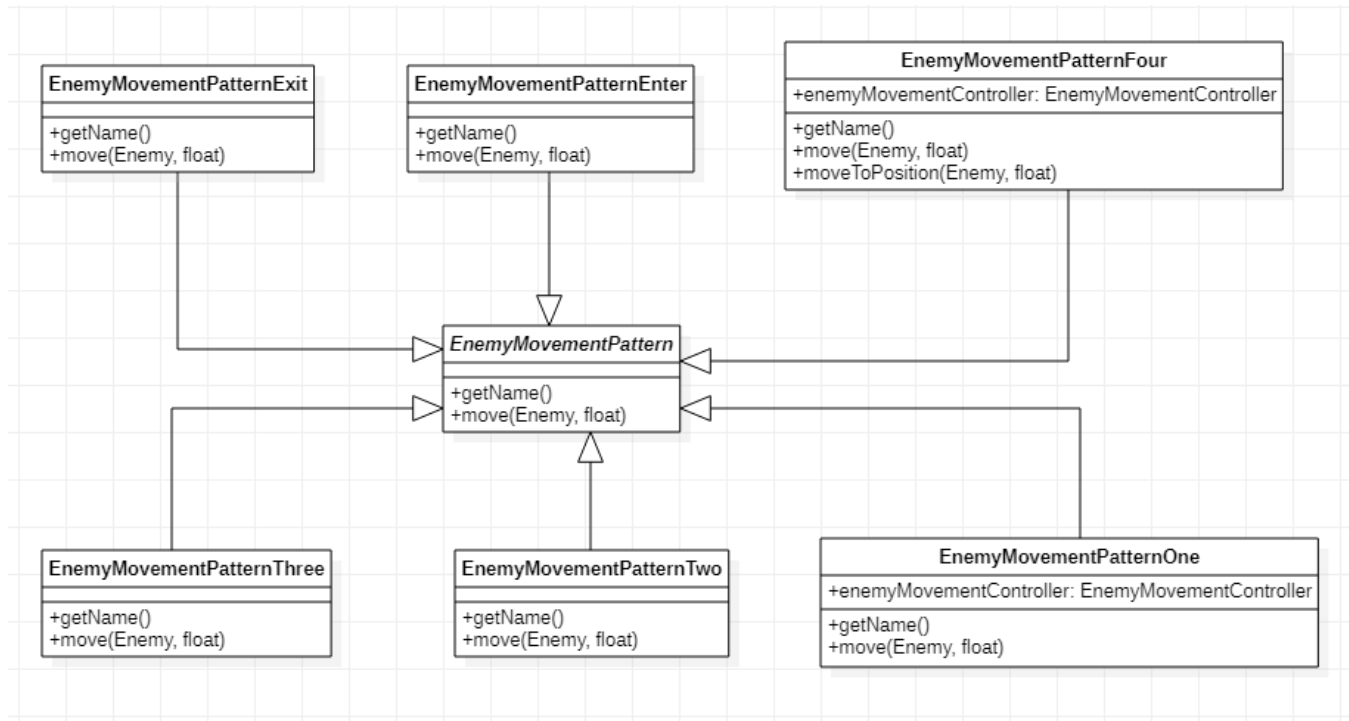 EnemyMovementPatternExit
+getName()
+move(Enemy, float)
EnemyMovementPatternEnter
+getName()
+move(Enemy, float)
EnemyMovementPatternFour
+enemyMovementController: EnemyMovementController
+getName()
+move(Enemy, float)
+moveToPosition(Enemy, float)
EnemyMovementPattern
+getName()
+move(Enemy, float)
EnemyMovementPatternThree
+getName()
+move(Enemy, float)
EnemyMovementPatternTwo
+getName()
+move(Enemy, float)
EnemyMovementPatternOne
+enemyMovementController: EnemyMovementController
+getName()
+move(Enemy, float)